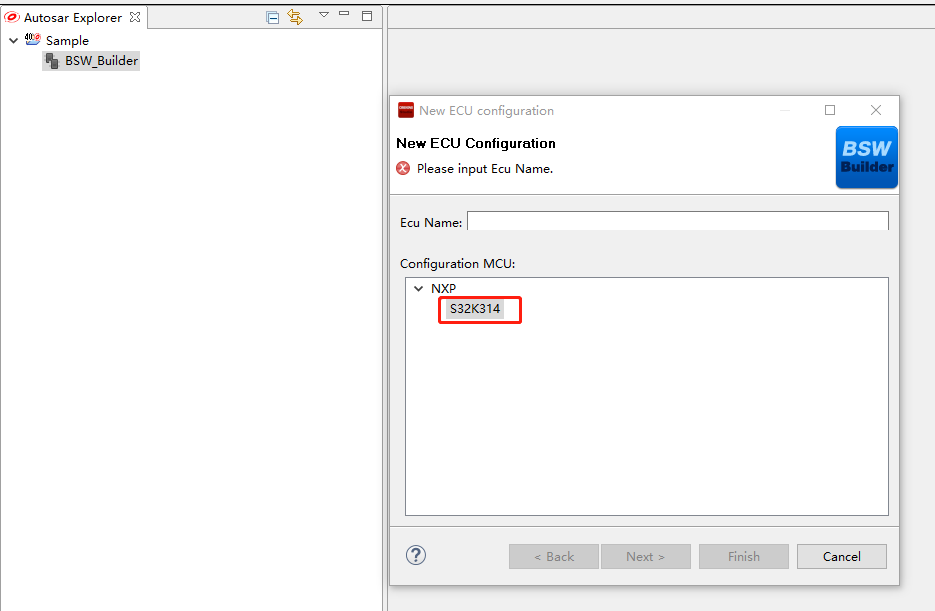 Autosar Explorer
Sample
BSW_Builder
New ECU configuration
New ECU Configuration
Please input Ecu Name.
BSW
Builder
Ecu Name:
Configuration MCU:
NXP
S32K314
?
< Back
Next >
Finish
Cancel